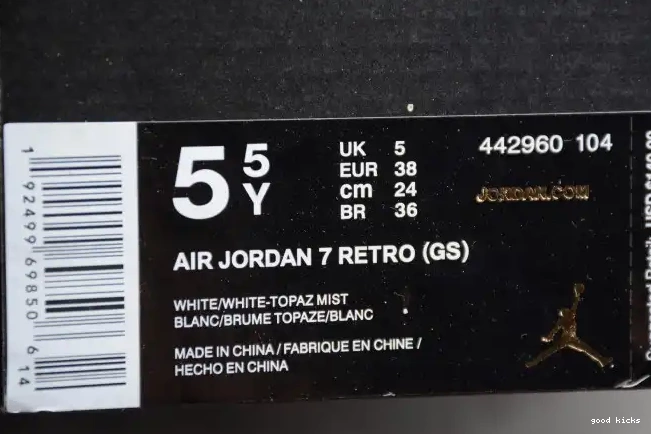 1 92499 69850 6 14
5 5
Y
UK 5
EUR 38
cm 24
BR 36
442960 104
JORDAN.COM
AIR JORDAN 7 RETRO (GS)
WHITE/WHITE-TOPAZ MIST
BLANC/BRUME TOPAZE/BLANC
MADE IN CHINA / FABRIQUE EN CHINE /
HECHO EN CHINA
good kicks